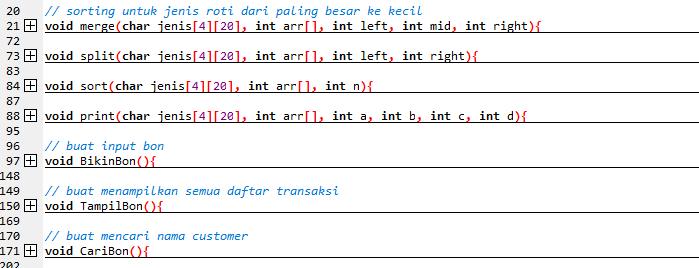 20 // sorting untuk jenis roti dari paling besar ke kecil
21 void merge(char jenis[4][20], int arr[], int left, int mid, int right){
72
73 void split(char jenis[4][20], int arr[], int left, int right){
83
84 void sort(char jenis[4][20], int arr[], int n){
87
88 void print(char jenis[4][20], int arr[], int a, int b, int c, int d){
95
96 // buat input bon
97 void BikinBon(){
148
149 // buat menampilkan semua daftar transaksi
150 void TampilBon(){
169
170 // buat mencari nama customer
171 void CariBon(){
202